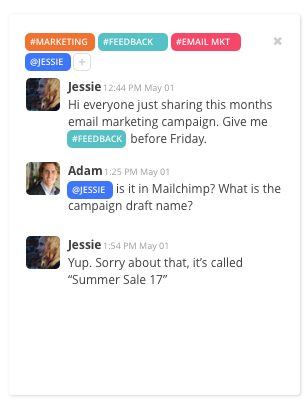 #MARKETING #FEEDBACK #EMAIL MKT ×
@JESSIE +
Jessie 12:44 PM May 01
Hi everyone just sharing this months
email marketing campaign. Give me
#FEEDBACK before Friday.
Adam 1:25 PM May 01
@JESSIE is it in Mailchimp? What is the
campaign draft name?
Jessie 1:54 PM May 01
Yup. Sorry about that, it’s called
“Summer Sale 17”